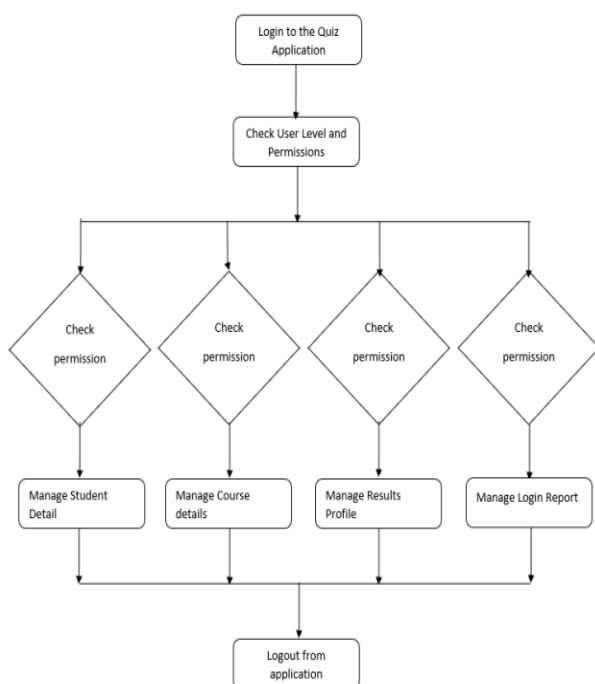 Login to the Quiz
Application
Check User Level and
Permissions
Check
permission
Check
permission
Check
permission
Check
permission
Manage Student
Detail
Manage Course
details
Manage Results
Profile
Manage Login Report
Logout from
application